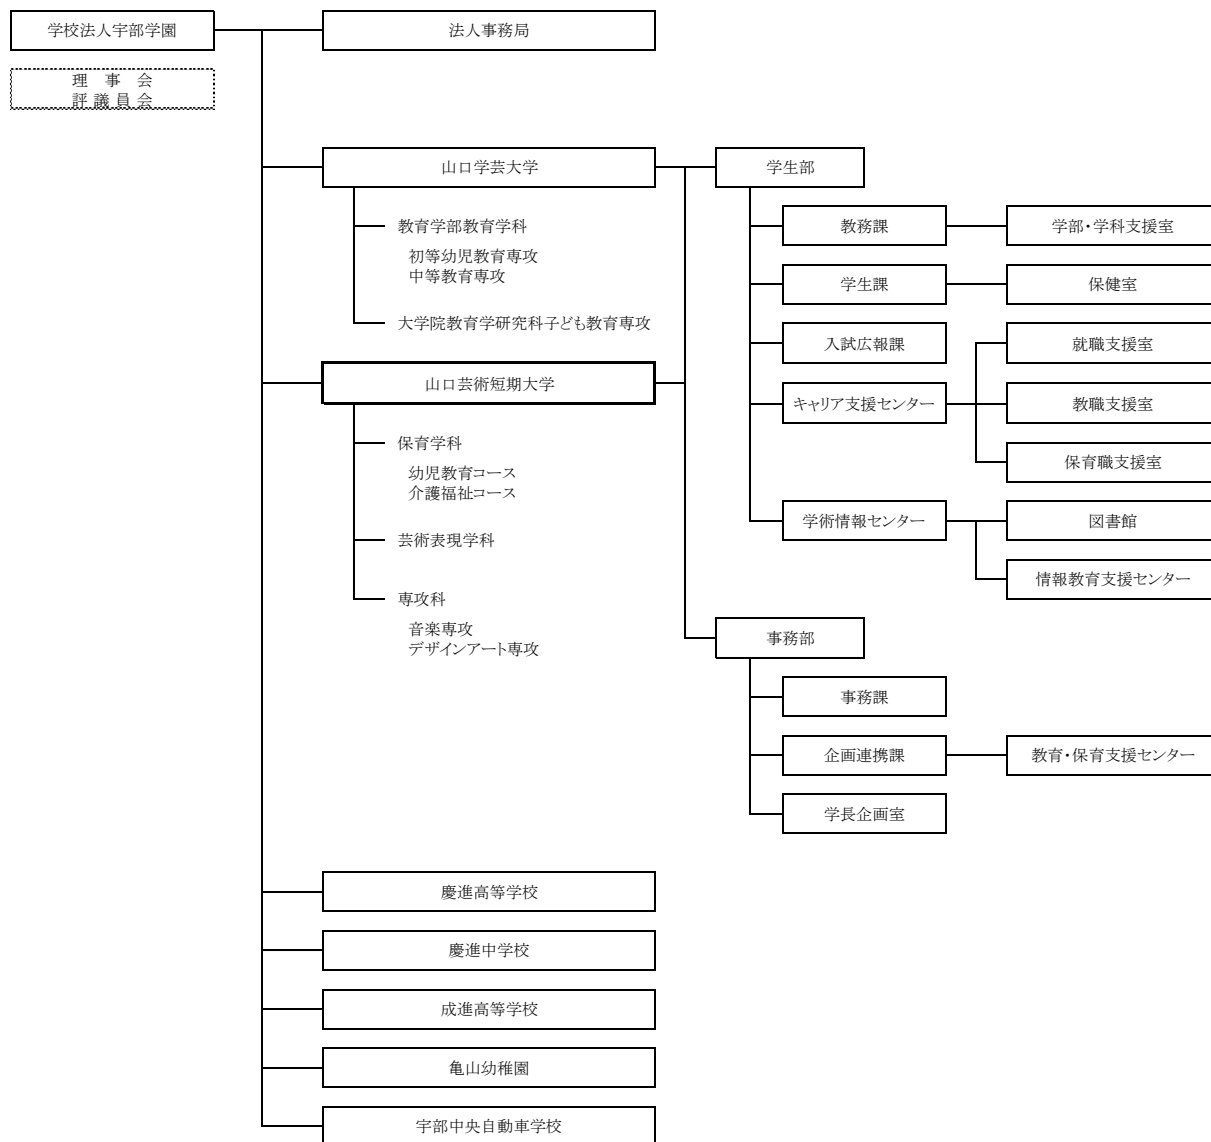 学校法人宇部学園
法人事務局
理　事　会
評 議 員 会
山口学芸大学
学生部
教育学部教育学科
初等幼児教育専攻
中等教育専攻
大学院教育学研究科子ども教育専攻
教務課
学部・学科支援室
学生課
保健室
入試広報課
キャリア支援センター
就職支援室
教職支援室
保育職支援室
学術情報センター
図書館
情報教育支援センター
山口芸術短期大学
保育学科
幼児教育コース
介護福祉コース
芸術表現学科
専攻科
音楽専攻
デザインアート専攻
事務部
事務課
企画連携課
教育・保育支援センター
学長企画室
慶進高等学校
慶進中学校
成進高等学校
亀山幼稚園
宇部中央自動車学校